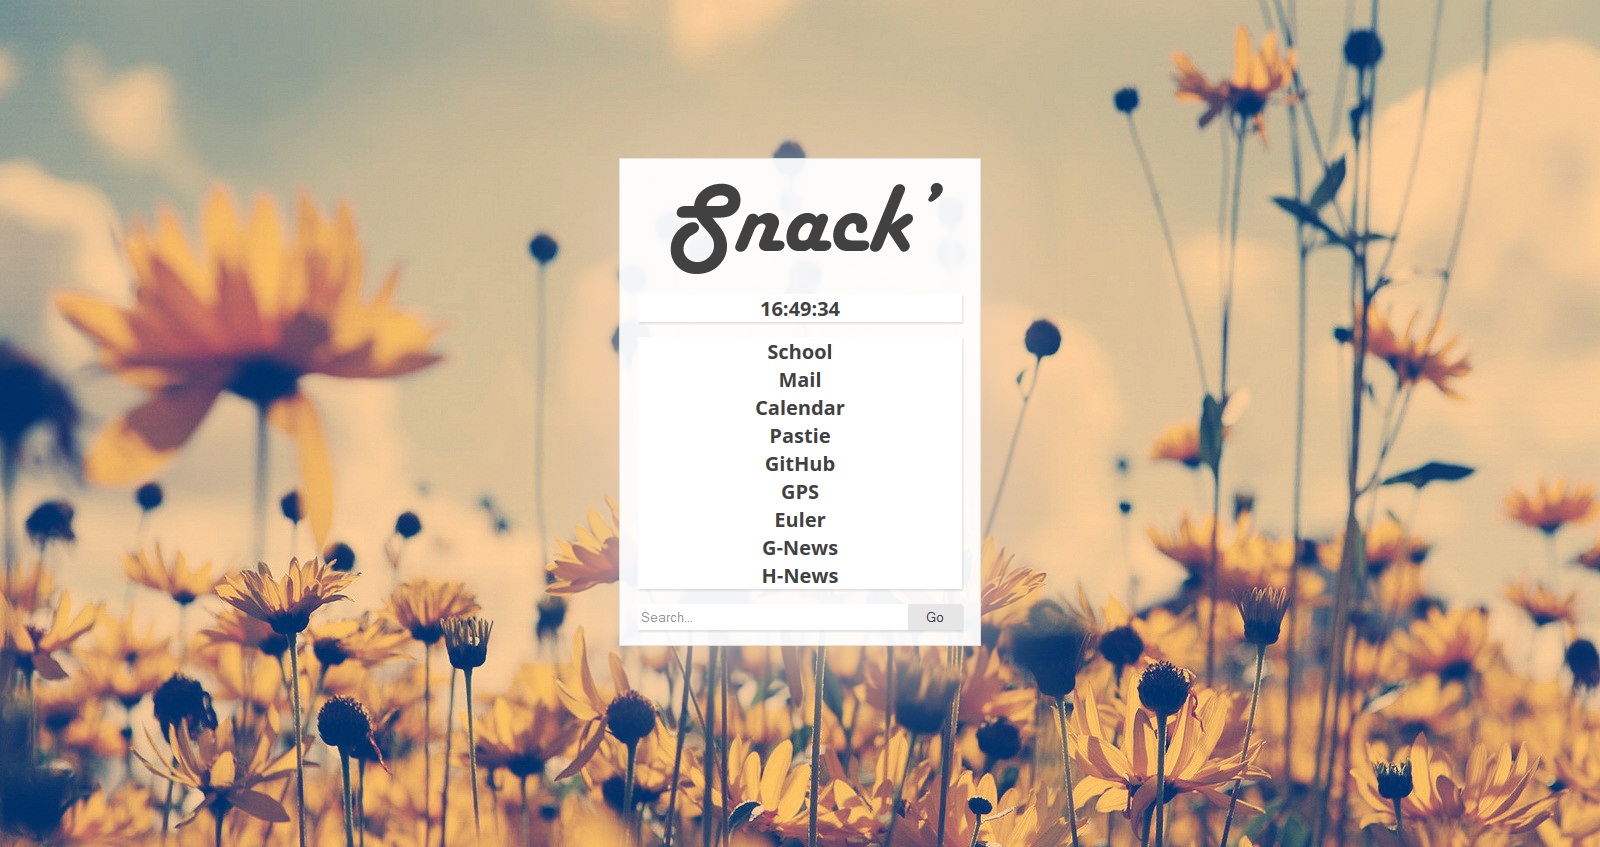 Snack'
16:49:34
School
Mail
Calendar
Pastie
GitHub
GPS
Euler
G-News
H-News
Search... Go